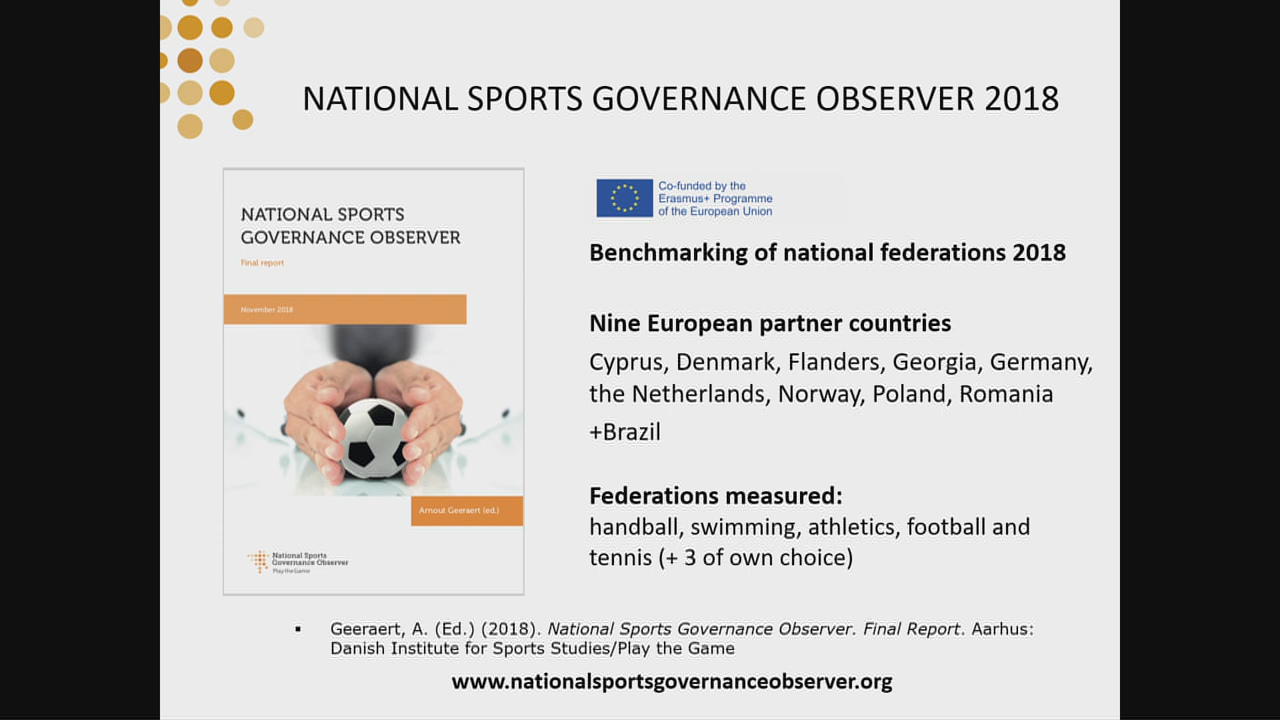 NATIONAL SPORTS GOVERNANCE OBSERVER 2018
NATIONAL SPORTS
GOVERNANCE OBSERVER
Final report
November 2018
Arnout Geeraert (ed.)
National Sports
Governance Observer
Play the Game
Co-funded by the
Erasmus+ Programme
of the European Union
Benchmarking of national federations 2018
Nine European partner countries
Cyprus, Denmark, Flanders, Georgia, Germany,
the Netherlands, Norway, Poland, Romania
+Brazil
Federations measured:
handball, swimming, athletics, football and
tennis (+ 3 of own choice)
▪ Geeraert, A. (Ed.) (2018). National Sports Governance Observer. Final Report. Aarhus:
Danish Institute for Sports Studies/Play the Game
www.nationalsportsgovernanceobserver.org